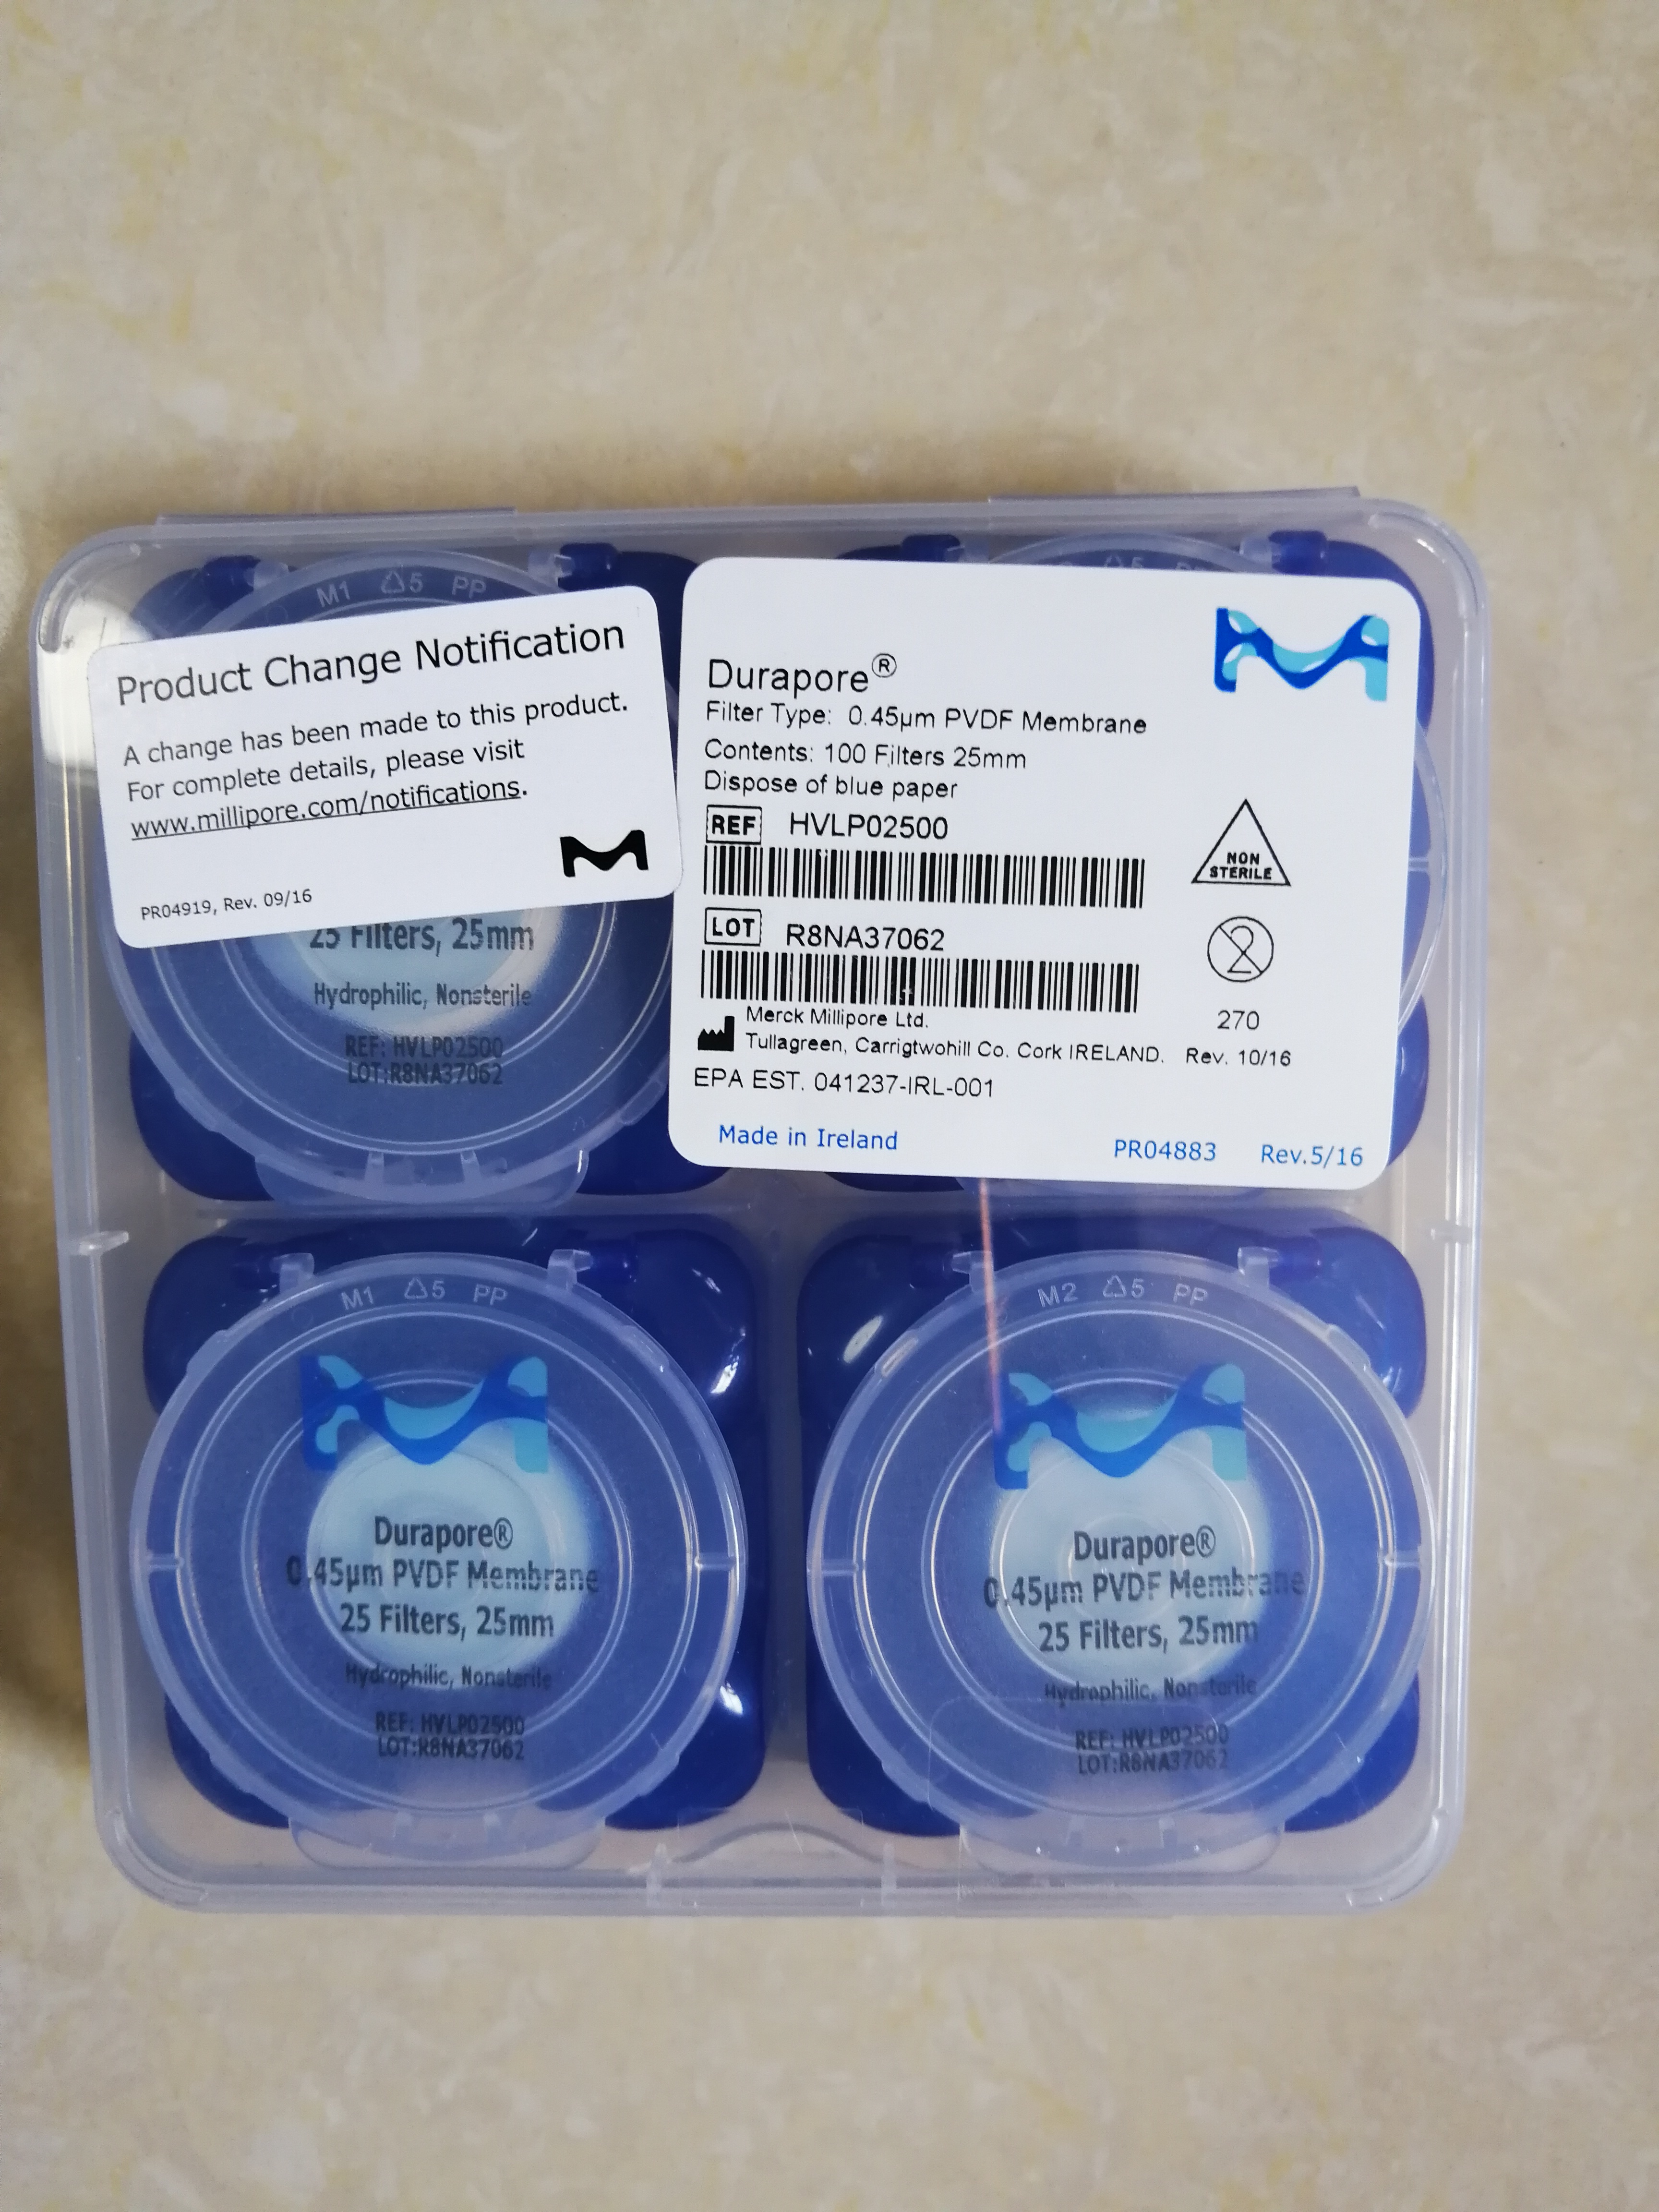 M1 5 PP
Product Change Notification
A change has been made to this product.
For complete details, please visit
www.millipore.com/notifications.
PR04919, Rev. 09/16
25 Filters, 25mm
Hydrophilic, Nonsterile
REF: HVLP02500
LOT:R8NA37062
Durapore®
Filter Type: 0.45µm PVDF Membrane
Contents: 100 Filters 25mm
Dispose of blue paper
REF HVLP02500
NON
STERILE
LOT R8NA37062
2
270
Merck Millipore Ltd.
Tullagreen, Carrigtwohill Co. Cork IRELAND. Rev. 10/16
EPA EST. 041237-IRL-001
Made in Ireland PR04883 Rev.5/16
M1 5 PP
Durapore®
0.45µm PVDF Membrane
25 Filters, 25mm
Hydrophilic, Nonsterile
REF: HVLP02500
LOT:R8NA37062
M2 5 PP
Durapore®
0.45µm PVDF Membrane
25 Filters, 25mm
Hydrophilic, Nonsterile
REF: HVLP02500
LOT:R8NA37062